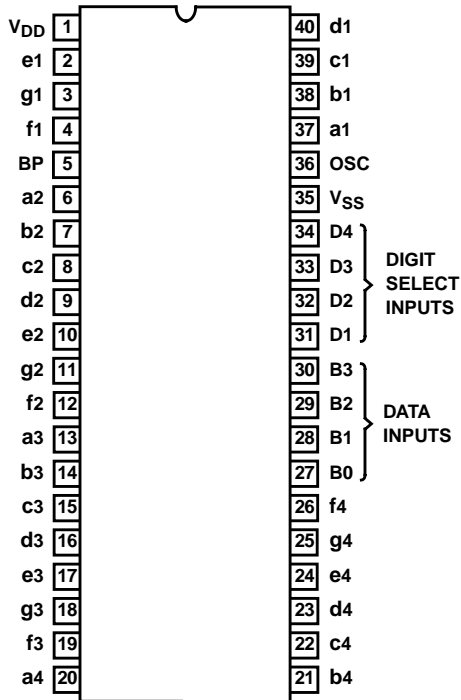 VDD 1 40 d1
e1 2 39 c1
g1 3 38 b1
f1 4 37 a1
BP 5 36 OSC
a2 6 35 VSS
b2 7 34 D4
c2 8 33 D3
d2 9 32 D2
e2 10 31 D1
DIGIT
SELECT
INPUTS
g2 11 30 B3
f2 12 29 B2
a3 13 28 B1
b3 14 27 B0
DATA
INPUTS
c3 15 26 f4
d3 16 25 g4
e3 17 24 e4
g3 18 23 d4
f3 19 22 c4
a4 20 21 b4